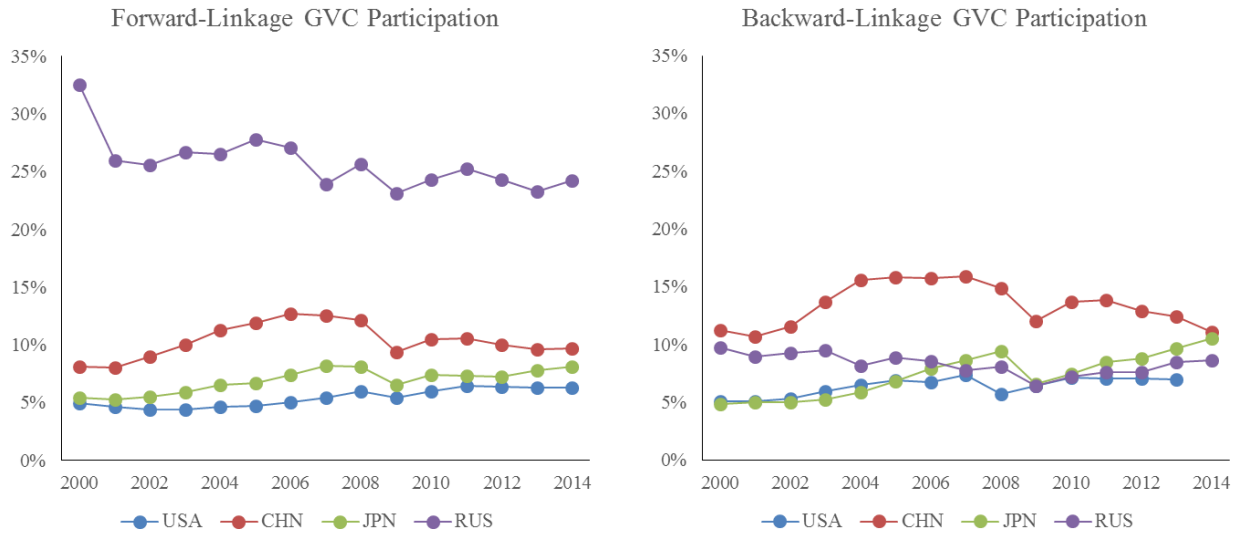 Forward-Linkage GVC Participation
35%
30%
25%
20%
15%
10%
5%
0%
2000 2002 2004 2006 2008 2010 2012 2014
USA CHN JPN RUS
Backward-Linkage GVC Participation
35%
30%
25%
20%
15%
10%
5%
0%
2000 2002 2004 2006 2008 2010 2012 2014
USA CHN JPN RUS